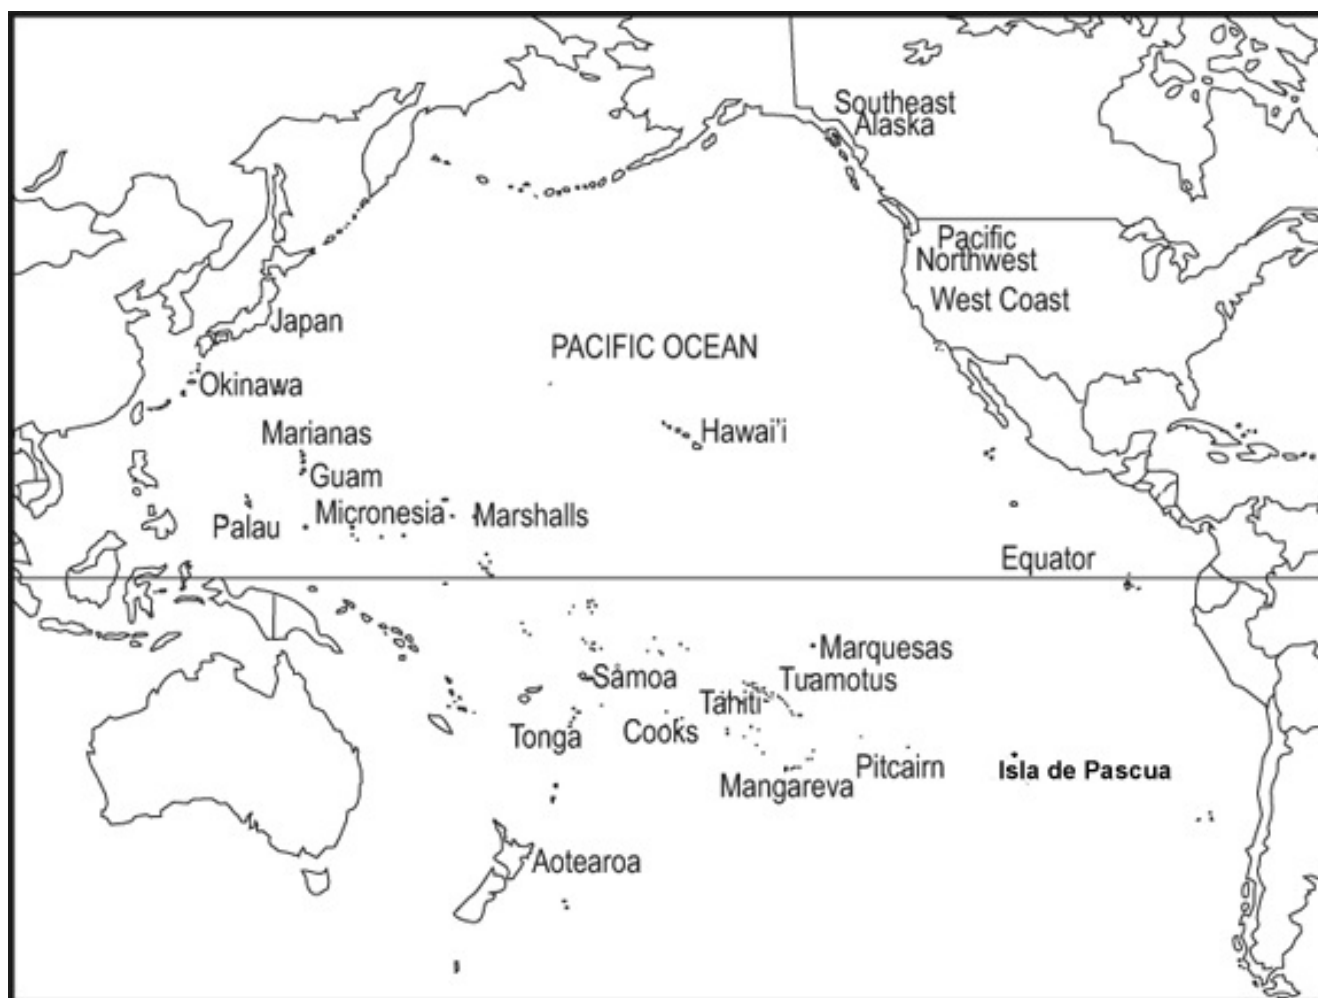 Southeast
Alaska
Pacific
Northwest
West Coast
Japan
PACIFIC OCEAN
Okinawa
Marianas
Hawai'i
Guam
Micronesia
Marshalls
Palau
Equator
Marquesas
Såmoa
Tuamotus
Tahiti
Cooks
Tonga
Pitcairn
Isla de Pascua
Mangareva
Aotearoa